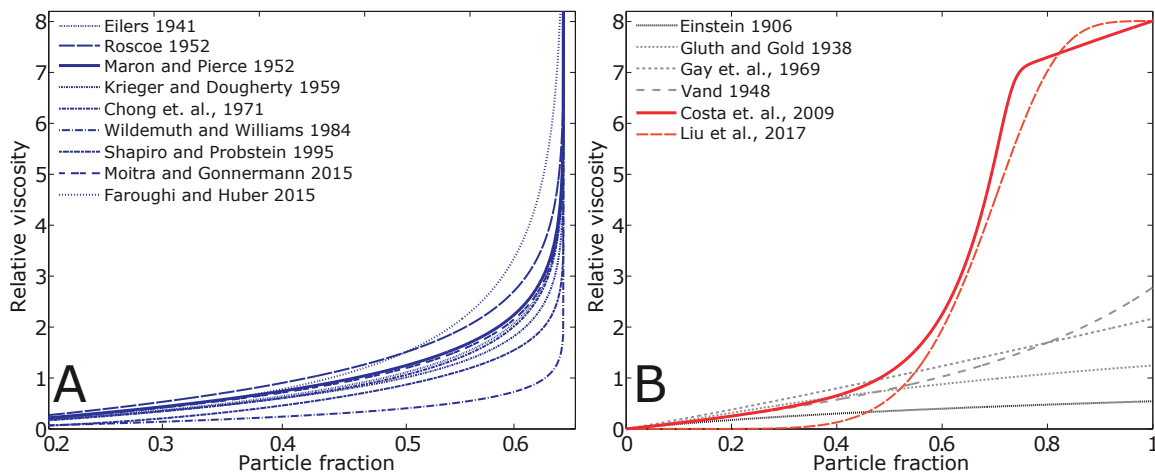 8
7
6
5
4
3
2
1
0
Relative viscosity
Eilers 1941
Roscoe 1952
Maron and Pierce 1952
Krieger and Dougherty 1959
Chong et. al., 1971
Wildemuth and Williams 1984
Shapiro and Probstein 1995
Moitra and Gonnermann 2015
Faroughi and Huber 2015
A
0.2
0.3
0.4
0.5
0.6
Particle fraction
8
7
6
5
4
3
2
1
0
Relative viscosity
Einstein 1906
Gluth and Gold 1938
Gay et. al., 1969
Vand 1948
Costa et. al., 2009
Liu et al., 2017
B
0
0.2
0.4
0.6
0.8
1
Particle fraction